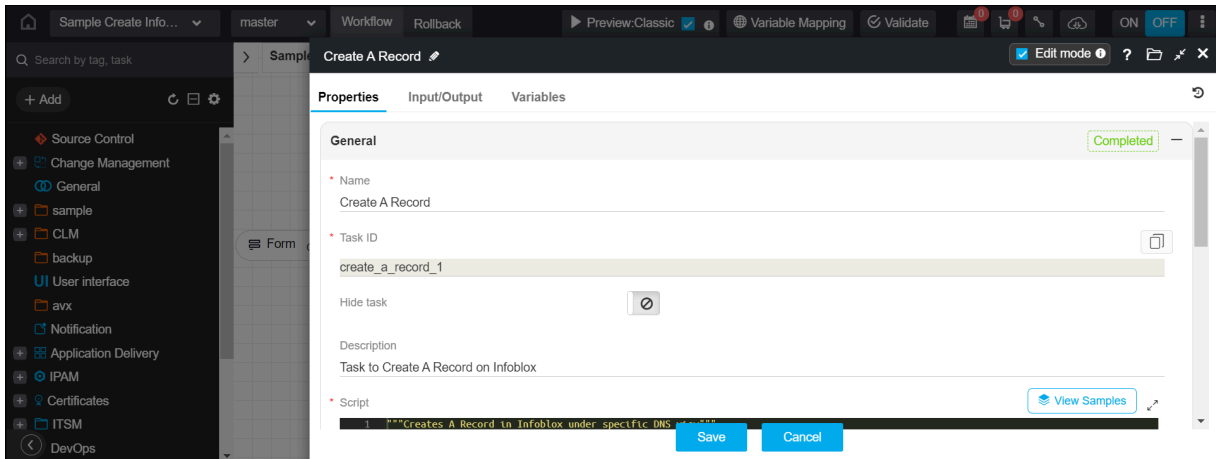 Sample Create Info... master Workflow Rollback Preview:Classic Variable Mapping Validate 0 0 ON OFF
Search by tag, task
Sample
Create A Record
Edit mode
+ Add
Properties Input/Output Variables
Source Control
Change Management
General
sample
CLM
backup
UI User interface
avx
Notification
Application Delivery
IPAM
Certificates
ITSM
DevOps
Form
General
Completed
* Name
Create A Record
* Task ID
create_a_record_1
Hide task
Description
Task to Create A Record on Infoblox
* Script
View Samples
1 """Creates A Record in Infoblox under specific DNS
Save Cancel